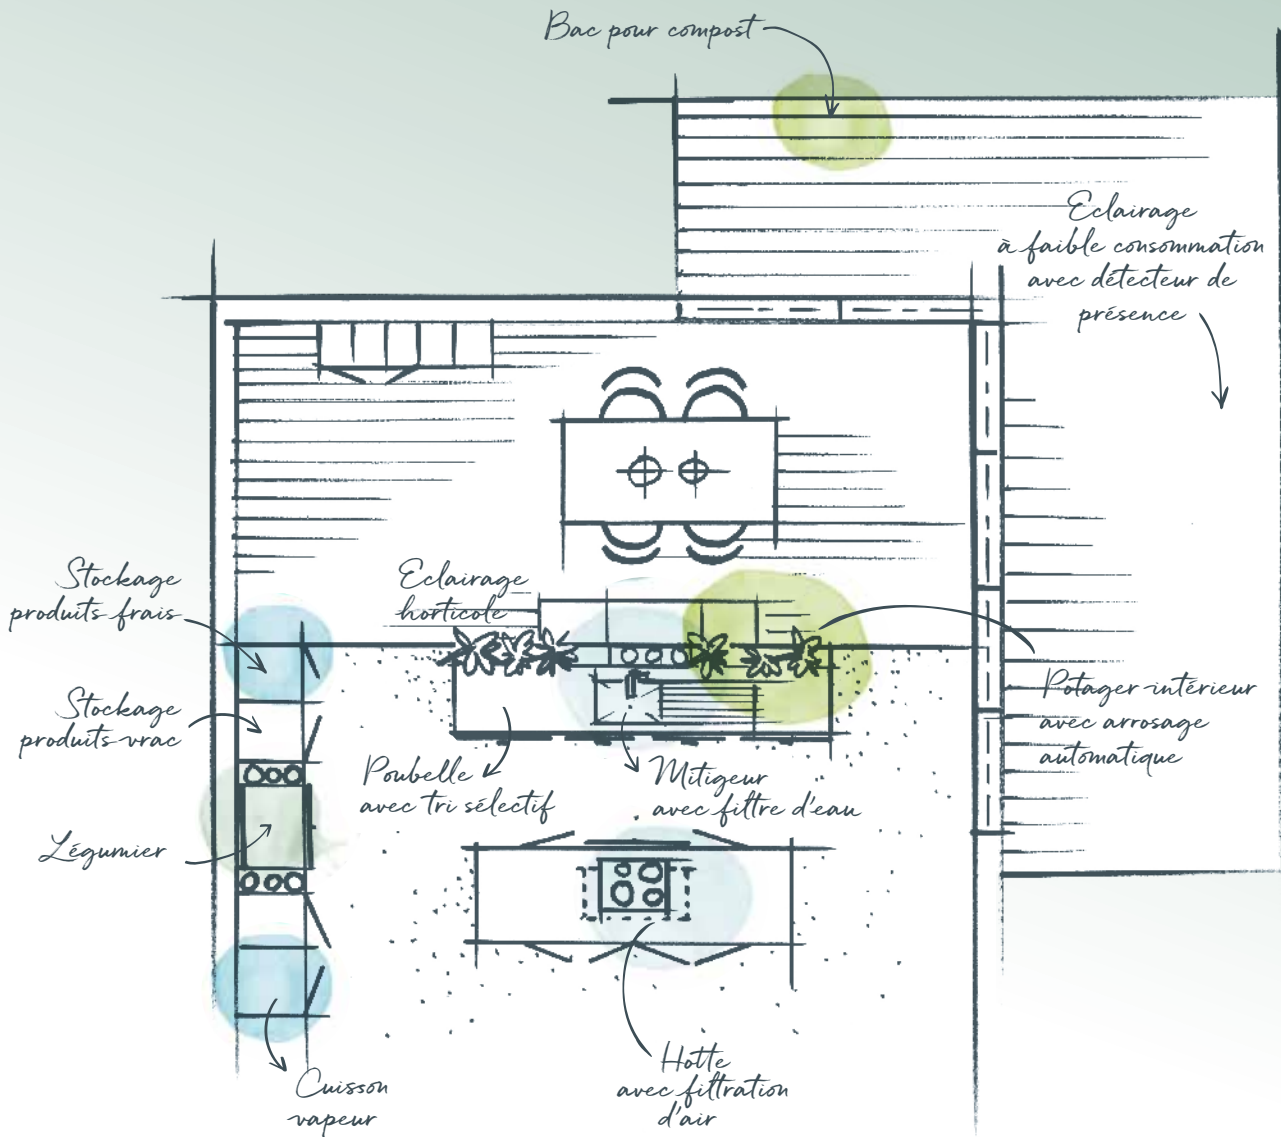 Bac pour compost
Eclairage
à faible consommation
avec détecteur de
présence
Stockage
produits frais
Eclairage
horticole
Stockage
produits vrac
Potager intérieur
avec arrosage
automatique
Poubelle
avec tri sélectif
Mitigeur
avec filtre d'eau
Légumier
Cuisson
vapeur
Hotte
avec filtration
d'air